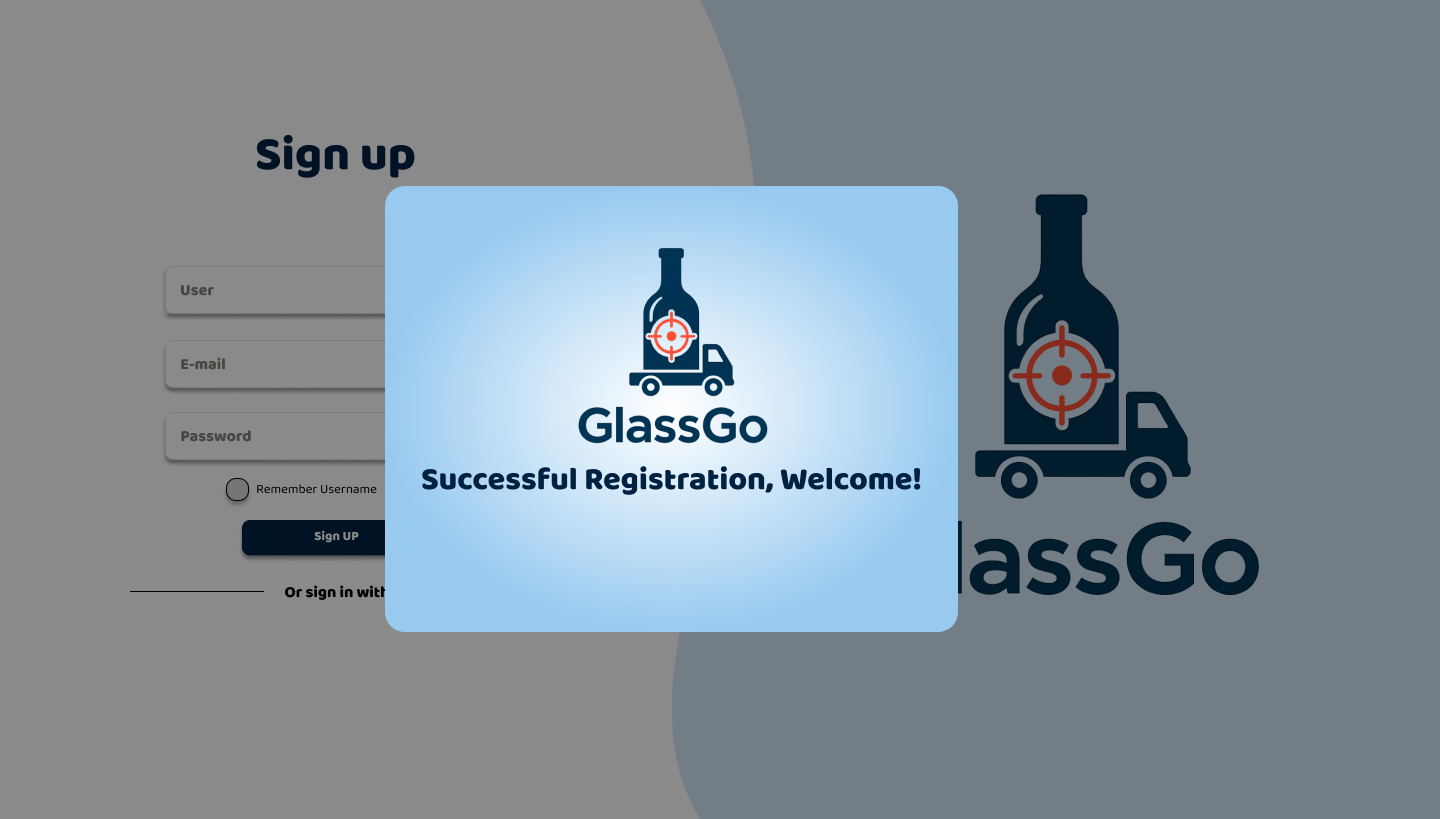 Sign up
User
E-mail
Password
Remember Username
Sign UP
Or sign in with
GlassGo
Successful Registration, Welcome!
lassGo